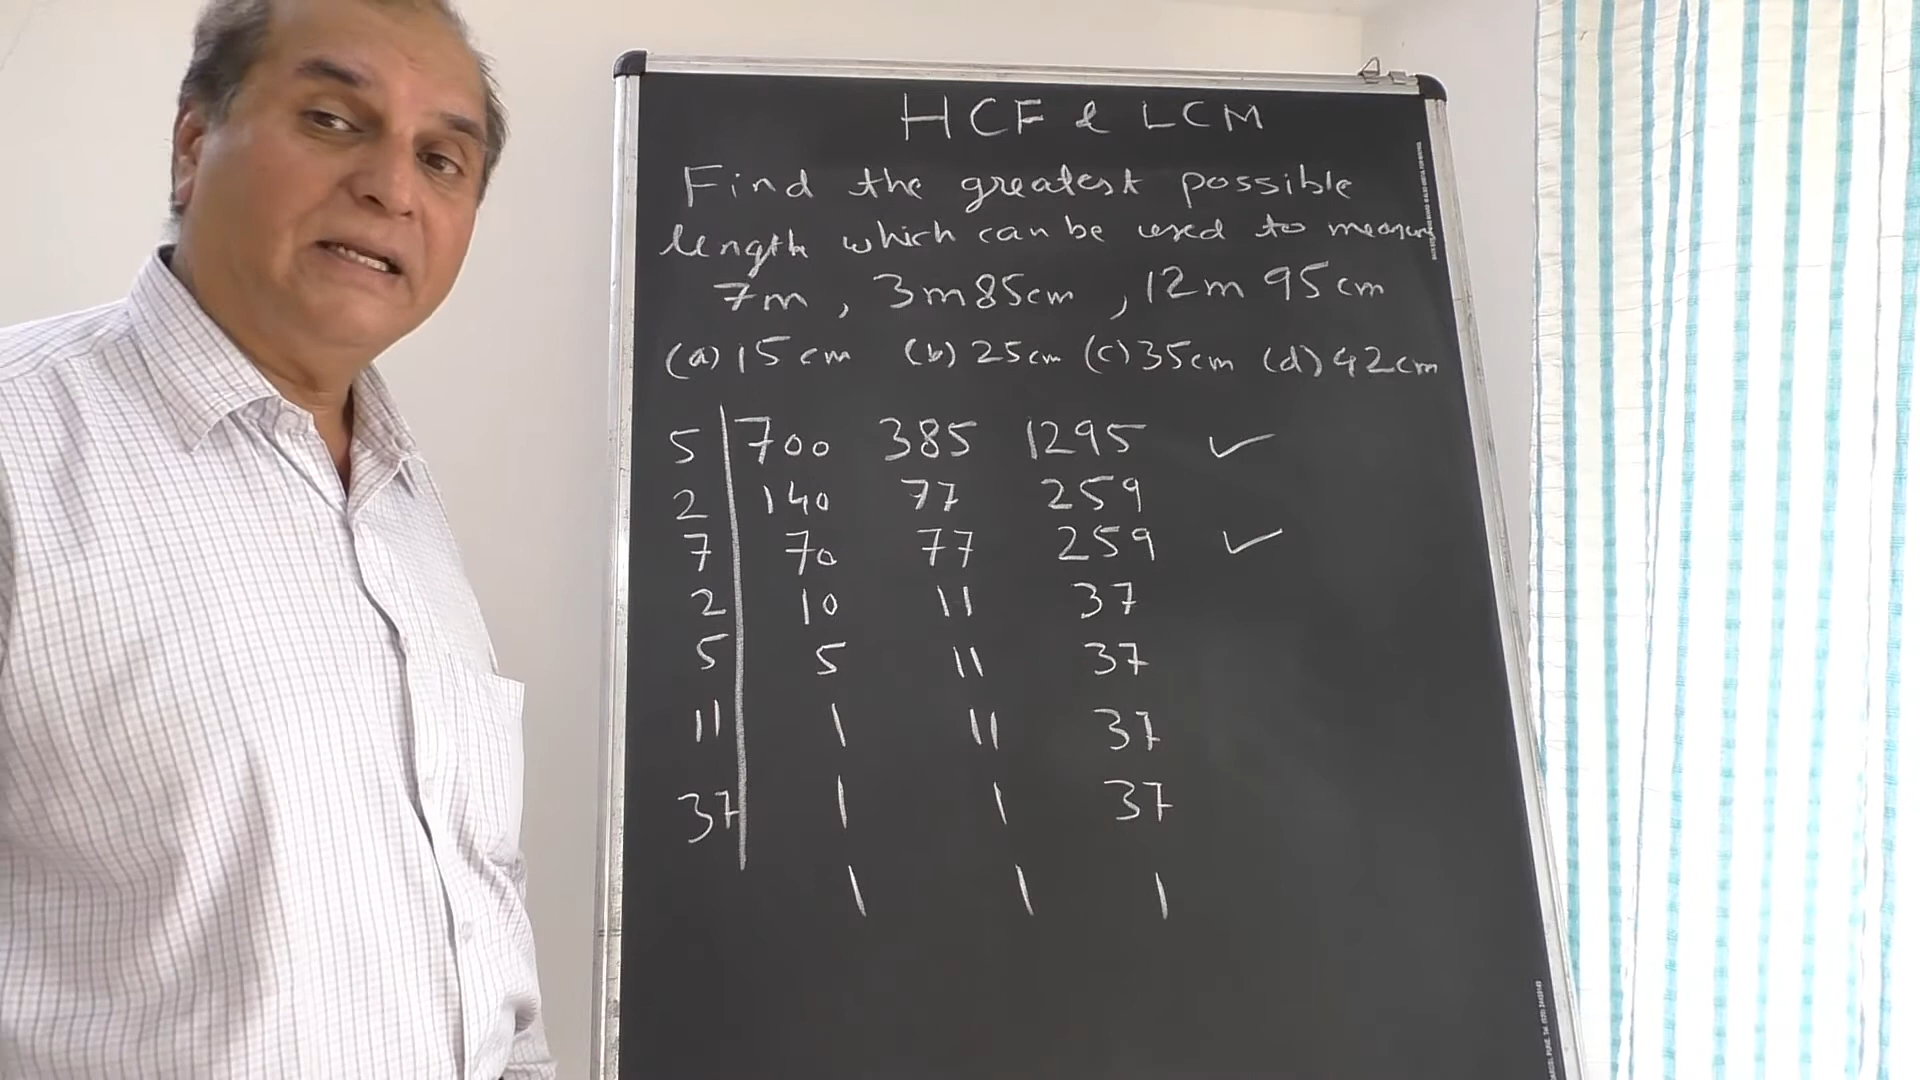 HCF & LCM
Find the greatest possible
length which can be used to measure
7m, 3m85cm, 12m 95cm
(a) 15cm (b) 25cm (c) 35cm (d) 42cm
5 700 385 1295 ✓
2 140 77 259
7 70 77 259 ✓
2 10 11 37
5 5 11 37
11 1 11 37
37 1 1 37
1 1 1